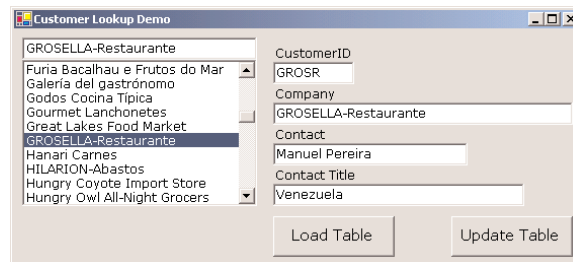 Customer Lookup Demo
GROSELLA-Restaurante
Furia Bacalhau e Frutos do Mar
Galería del gastrónomo
Godos Cocina Típica
Gourmet Lanchonetes
Great Lakes Food Market
GROSELLA-Restaurante
Hanari Carnes
HILARION-Abastos
Hungry Coyote Import Store
Hungry Owl All-Night Grocers
CustomerID
GROSR
Company
GROSELLA-Restaurante
Contact
Manuel Pereira
Contact Title
Venezuela
Load Table
Update Table